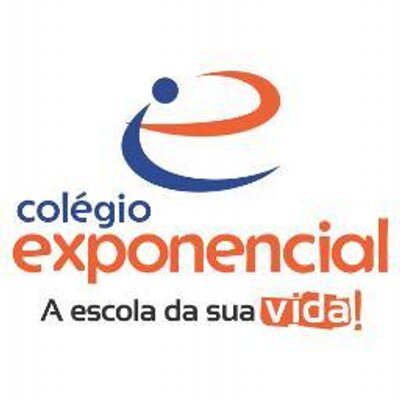 colégio
exponencial
A escola da sua vida!